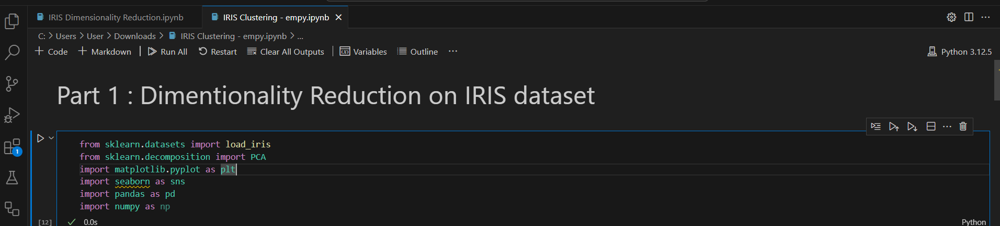 IRIS Dimensionality Reduction.ipynb IRIS Clustering - empy.ipynb
C: > Users > User > Downloads > IRIS Clustering - empy.ipynb > ...
+ Code + Markdown | Run All Restart Clear All Outputs | Variables Outline ... Python 3.12.5
Part 1 : Dimentionality Reduction on IRIS dataset
from sklearn.datasets import load_iris
from sklearn.decomposition import PCA
import matplotlib.pyplot as plt
import seaborn as sns
import pandas as pd
import numpy as np
[12] 0.0s Python
1